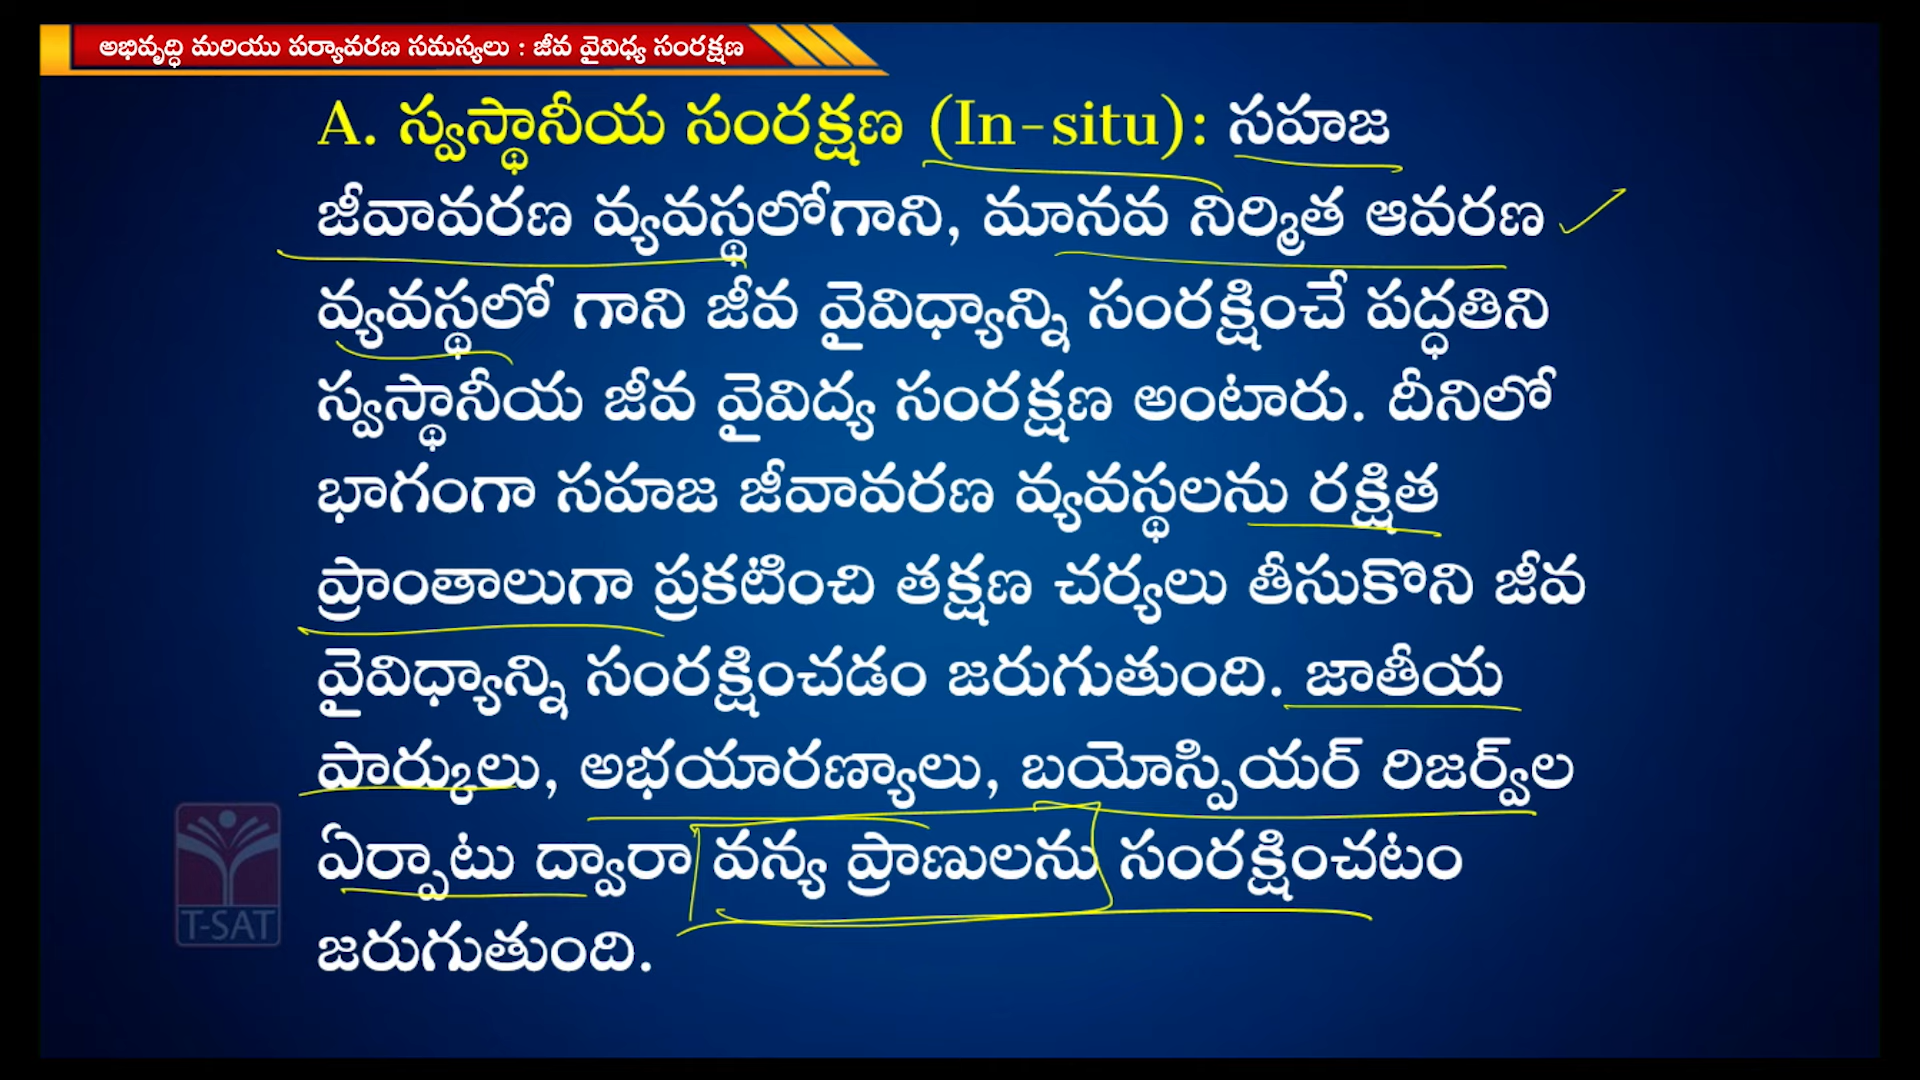 అభివృద్ధి మరియు పర్యావరణ సమస్యలు : జీవ వైవిధ్య సంరక్షణ
A. స్వస్థానీయ సంరక్షణ (In-situ): సహజ
జీవావరణ వ్యవస్థలోగాని, మానవ నిర్మిత ఆవరణ
వ్యవస్థలో గాని జీవ వైవిధ్యాన్ని సంరక్షించే పద్ధతిని
స్వస్థానీయ జీవ వైవిద్య సంరక్షణ అంటారు. దీనిలో
భాగంగా సహజ జీవావరణ వ్యవస్థలను రక్షిత
ప్రాంతాలుగా ప్రకటించి తక్షణ చర్యలు తీసుకొని జీవ
వైవిధ్యాన్ని సంరక్షించడం జరుగుతుంది. జాతీయ
పార్కులు, అభయారణ్యాలు, బయోస్పియర్ రిజర్వ్‌ల
ఏర్పాటు ద్వారా వన్య ప్రాణులను సంరక్షించటం
జరుగుతుంది.
T-SAT